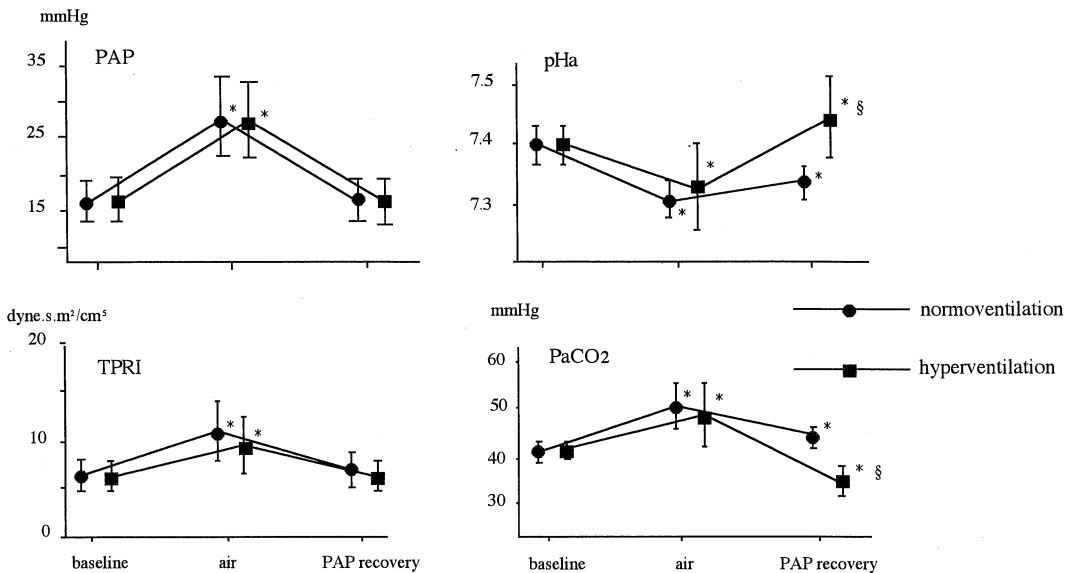 mmHg
PAP
35
25
15
*
*
pHa
7.5
7.4
7.3
*
*
* §
*
dyne.s.m²/cm⁵
TPRI
20
10
0
*
*
baseline
air
PAP recovery
mmHg
PaCO2
60
50
40
30
*
*
*
* §
baseline
air
PAP recovery
normoventilation
hyperventilation